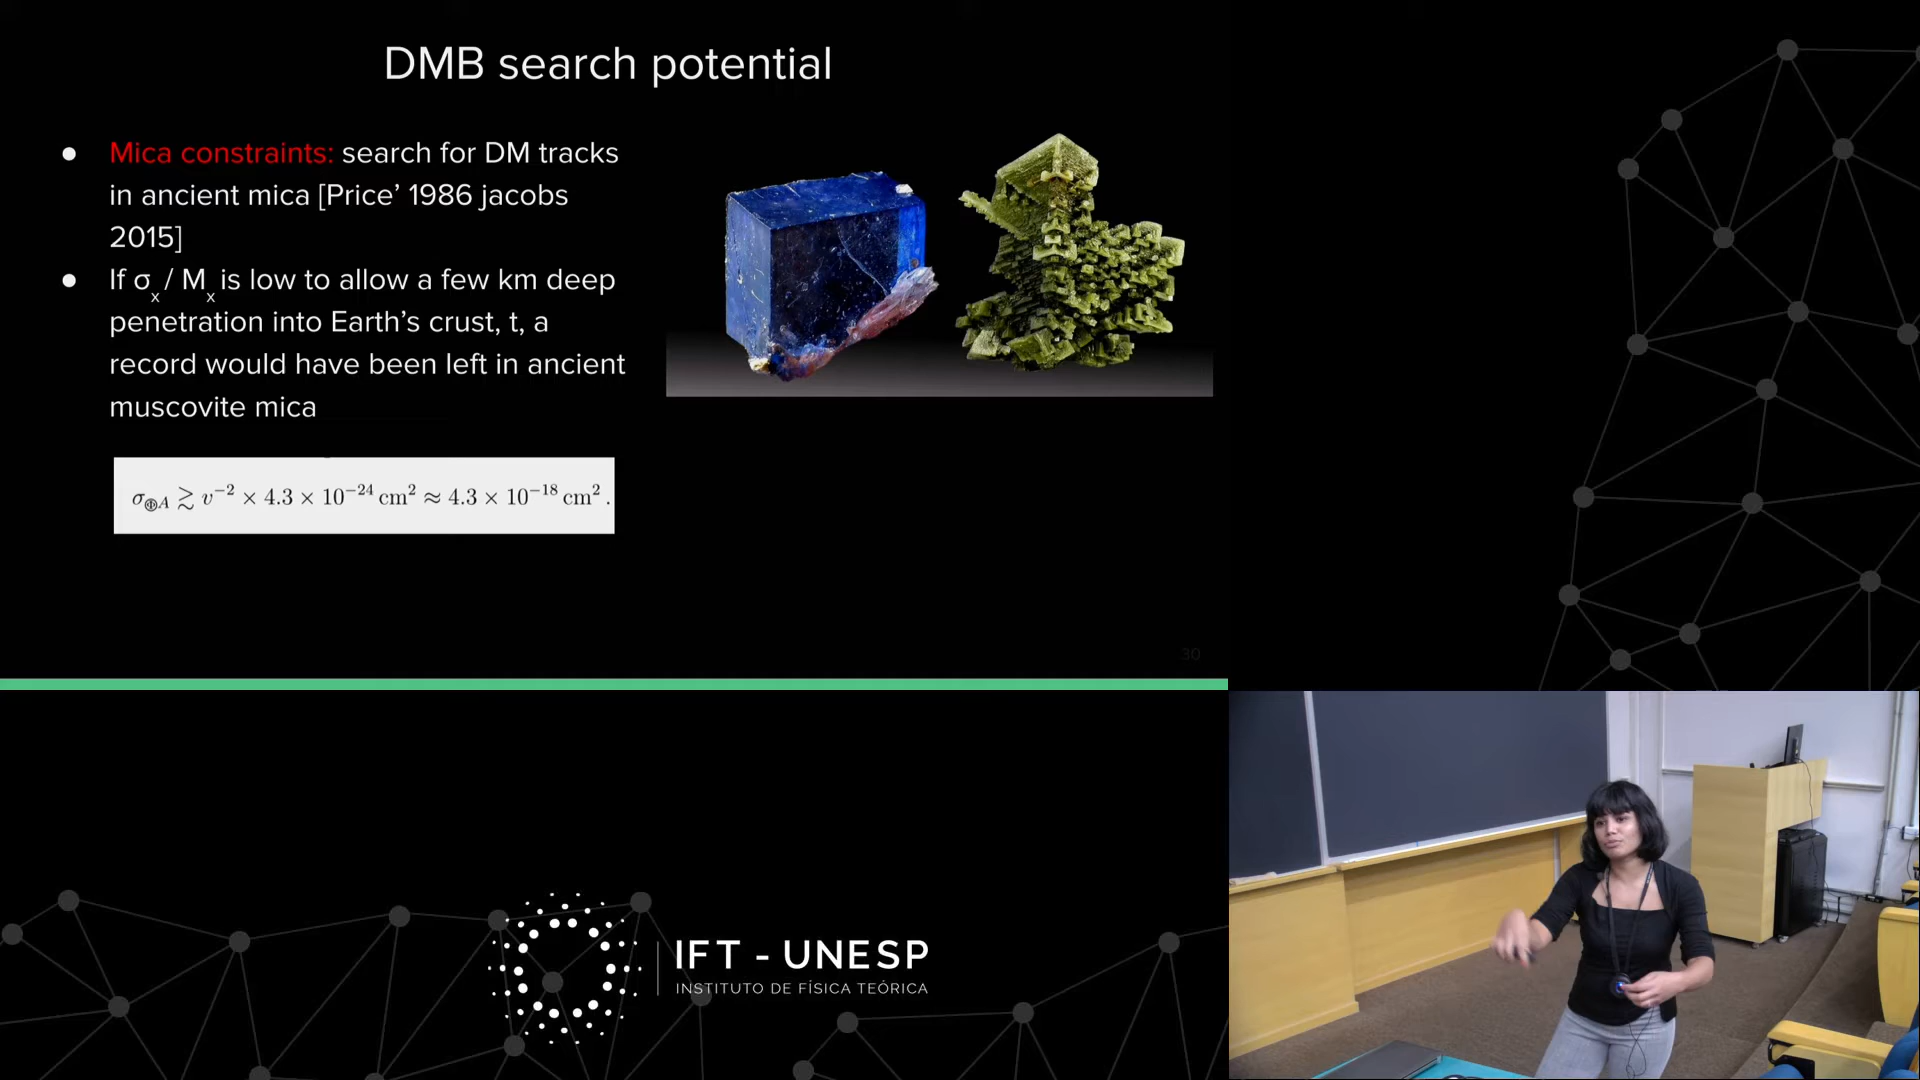 DMB search potential
● Mica constraints: search for DM tracks
in ancient mica [Price’ 1986 jacobs
2015]
● If σₓ / Mₓ is low to allow a few km deep
penetration into Earth’s crust, t, a
record would have been left in ancient
muscovite mica
σ⊕A ≳ v⁻² × 4.3 × 10⁻²⁴ cm² ≈ 4.3 × 10⁻¹⁸ cm² .
30
IFT - UNESP
INSTITUTO DE FÍSICA TEÓRICA